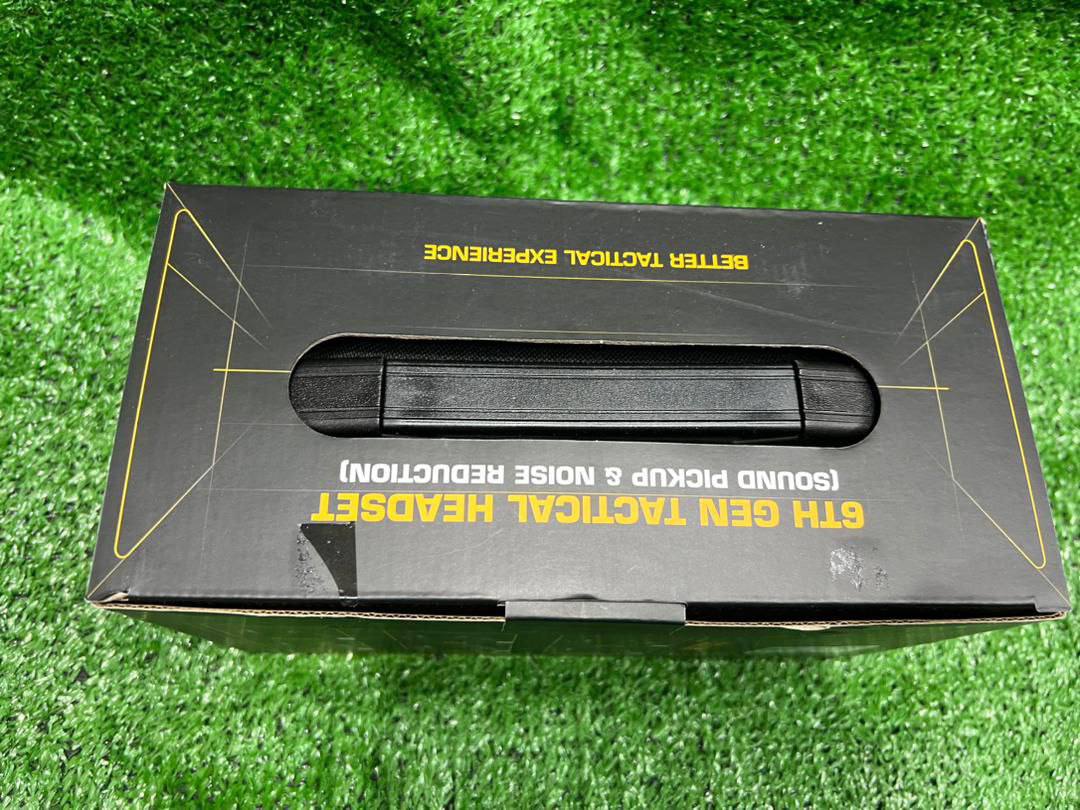 6TH GEN TACTICAL HEADSET
(SOUND PICKUP & NOISE REDUCTION)
BETTER TACTICAL EXPERIENCE